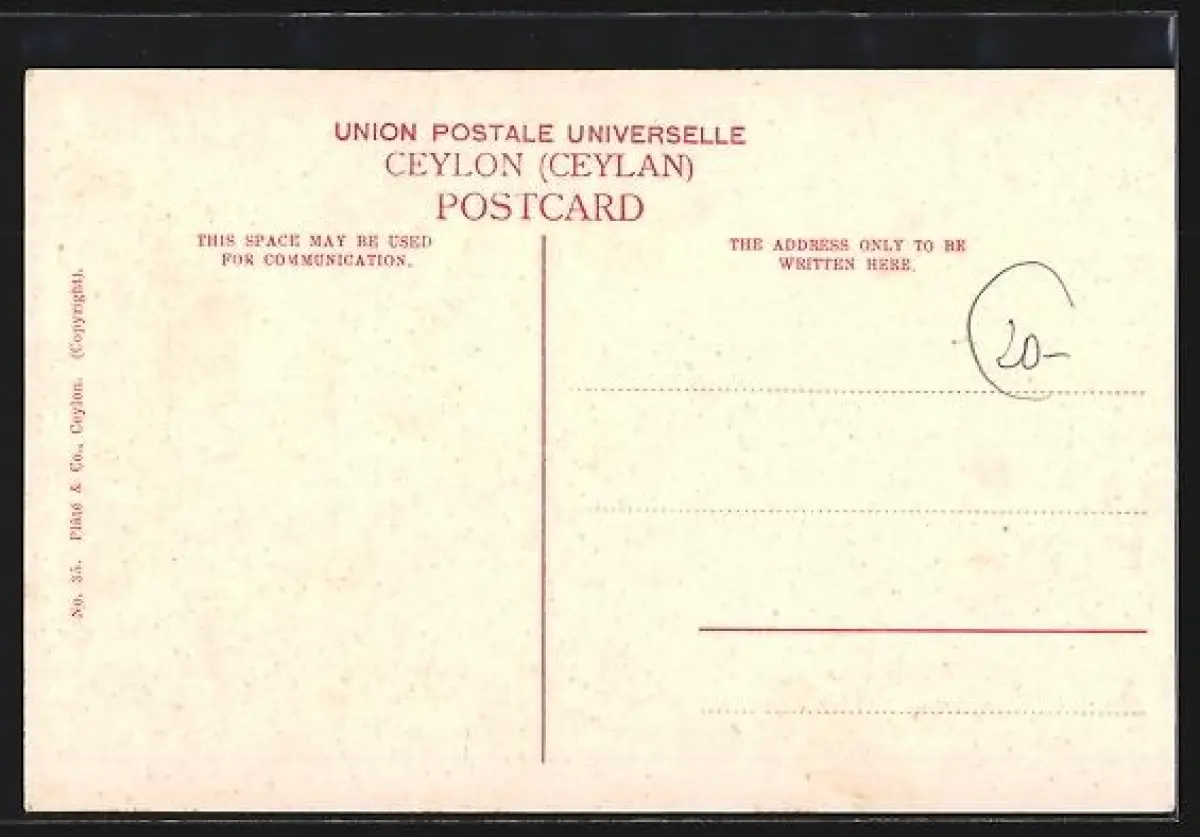 UNION POSTALE UNIVERSELLE
CEYLON (CEYLAN)
POSTCARD
THIS SPACE MAY BE USED
FOR COMMUNICATION.
THE ADDRESS ONLY TO BE
WRITTEN HERE.
20-
No. 35. Plâté & Co., Ceylon. (Copyright).